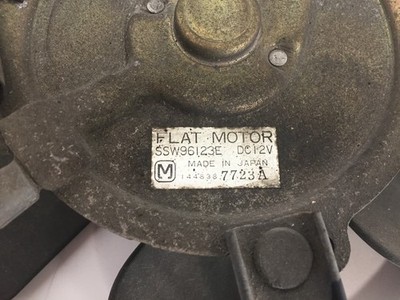 FLAT MOTOR
SSW96123E DC12V
MADE IN JAPAN
M 144838 7723A